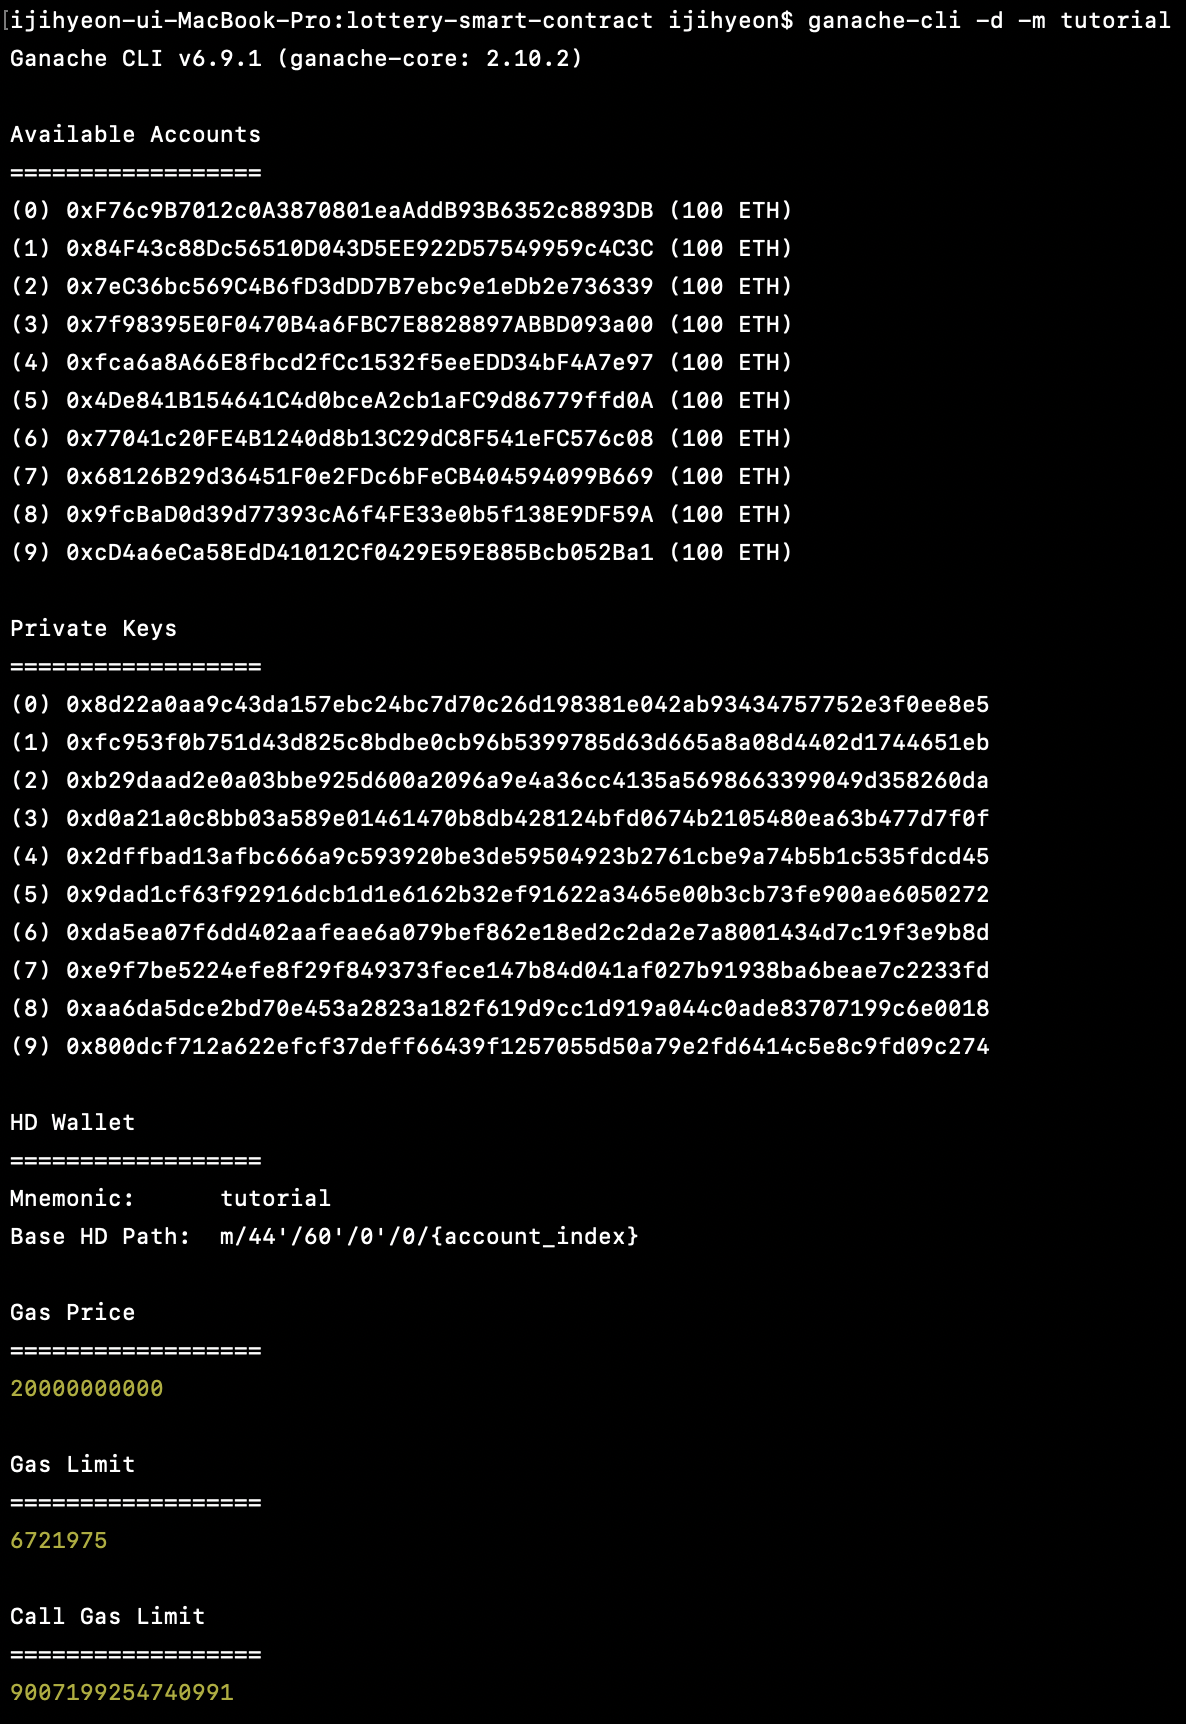 [ijihyeon-ui-MacBook-Pro:lottery-smart-contract ijihyeon$ ganache-cli -d -m tutorial
Ganache CLI v6.9.1 (ganache-core: 2.10.2)
Available Accounts
==================
(0) 0xF76c9B7012c0A3870801eaAddB93B6352c8893DB (100 ETH)
(1) 0x84F43c88Dc56510D043D5EE922D57549959c4C3C (100 ETH)
(2) 0x7eC36bc569C4B6fD3dDD7B7ebc9e1eDb2e736339 (100 ETH)
(3) 0x7f98395E0F0470B4a6FBC7E8828897ABBD093a00 (100 ETH)
(4) 0xfca6a8A66E8fbcd2fCc1532f5eeEDD34bF4A7e97 (100 ETH)
(5) 0x4De841B154641C4d0bceA2cb1aFC9d86779ffd0A (100 ETH)
(6) 0x77041c20FE4B1240d8b13C29dC8F541eFC576c08 (100 ETH)
(7) 0x68126B29d36451F0e2FDc6bFeCB404594099B669 (100 ETH)
(8) 0x9fcBaD0d39d77393cA6f4FE33e0b5f138E9DF59A (100 ETH)
(9) 0xcD4a6eCa58EdD41012Cf0429E59E885Bcb052Ba1 (100 ETH)
Private Keys
==================
(0) 0x8d22a0aa9c43da157ebc24bc7d70c26d198381e042ab93434757752e3f0ee8e5
(1) 0xfc953f0b751d43d825c8bdbe0cb96b5399785d63d665a8a08d4402d1744651eb
(2) 0xb29daad2e0a03bbe925d600a2096a9e4a36cc4135a5698663399049d358260da
(3) 0xd0a21a0c8bb03a589e01461470b8db428124bfd0674b2105480ea63b477d7f0f
(4) 0x2dffbad13afbc666a9c593920be3de59504923b2761cbe9a74b5b1c535fdcd45
(5) 0x9dad1cf63f92916dcb1d1e6162b32ef91622a3465e00b3cb73fe900ae6050272
(6) 0xda5ea07f6dd402aafeae6a079bef862e18ed2c2da2e7a8001434d7c19f3e9b8d
(7) 0xe9f7be5224efe8f29f849373fece147b84d041af027b91938ba6beae7c2233fd
(8) 0xaa6da5dce2bd70e453a2823a182f619d9cc1d919a044c0ade83707199c6e0018
(9) 0x800dcf712a622efcf37deff66439f1257055d50a79e2fd6414c5e8c9fd09c274
HD Wallet
==================
Mnemonic:      tutorial
Base HD Path:  m/44'/60'/0'/0/{account_index}
Gas Price
==================
20000000000
Gas Limit
==================
6721975
Call Gas Limit
==================
9007199254740991